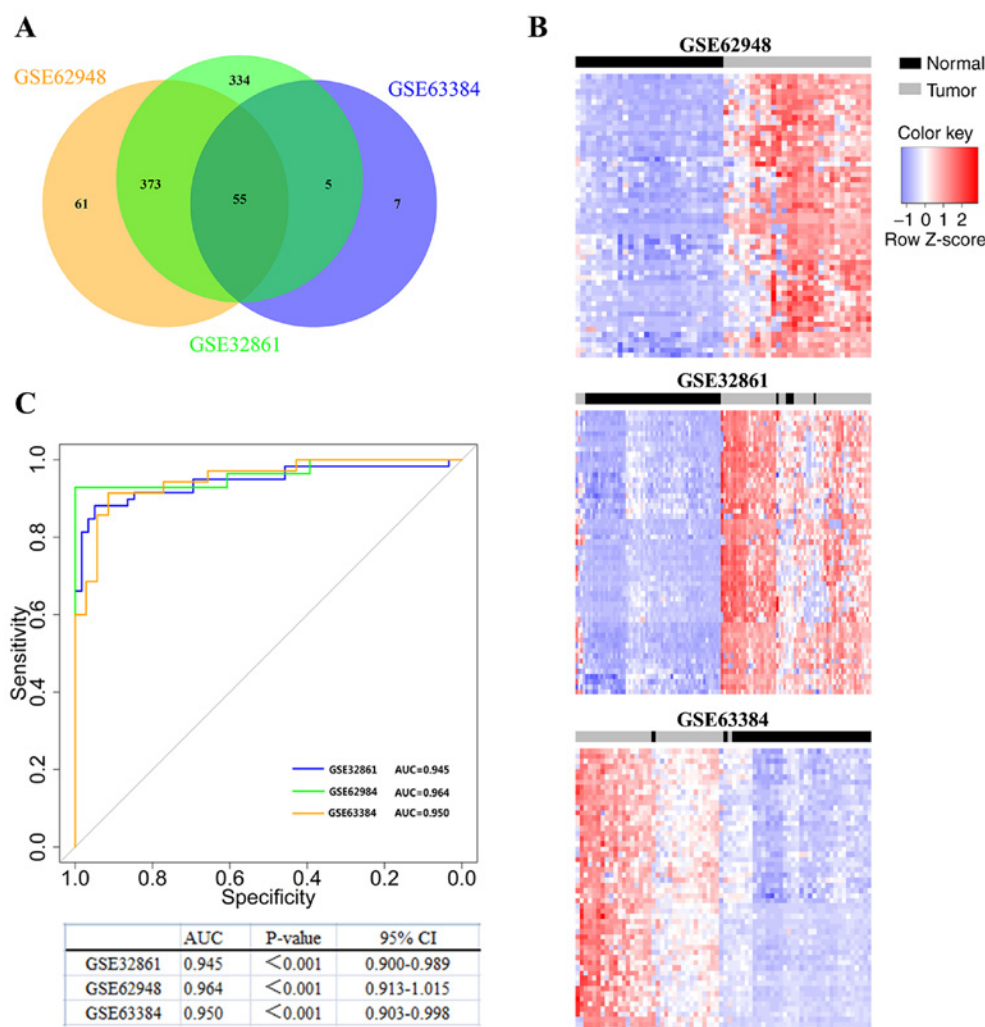 A
GSE62948
GSE63384
GSE32861
334
373
61
55
5
7
B
GSE62948
Normal
Tumor
Color key
−1 0 1 2
Row Z-score
GSE32861
GSE63384
C
Sensitivity
1.0
0.8
0.6
0.4
0.2
0.0
GSE32861 AUC=0.945
GSE62984 AUC=0.964
GSE63384 AUC=0.950
1.0 0.8 0.6 0.4 0.2 0.0
Specificity
AUC P-value 95% CI
GSE32861 0.945 <0.001 0.900-0.989
GSE62948 0.964 <0.001 0.913-1.015
GSE63384 0.950 <0.001 0.903-0.998